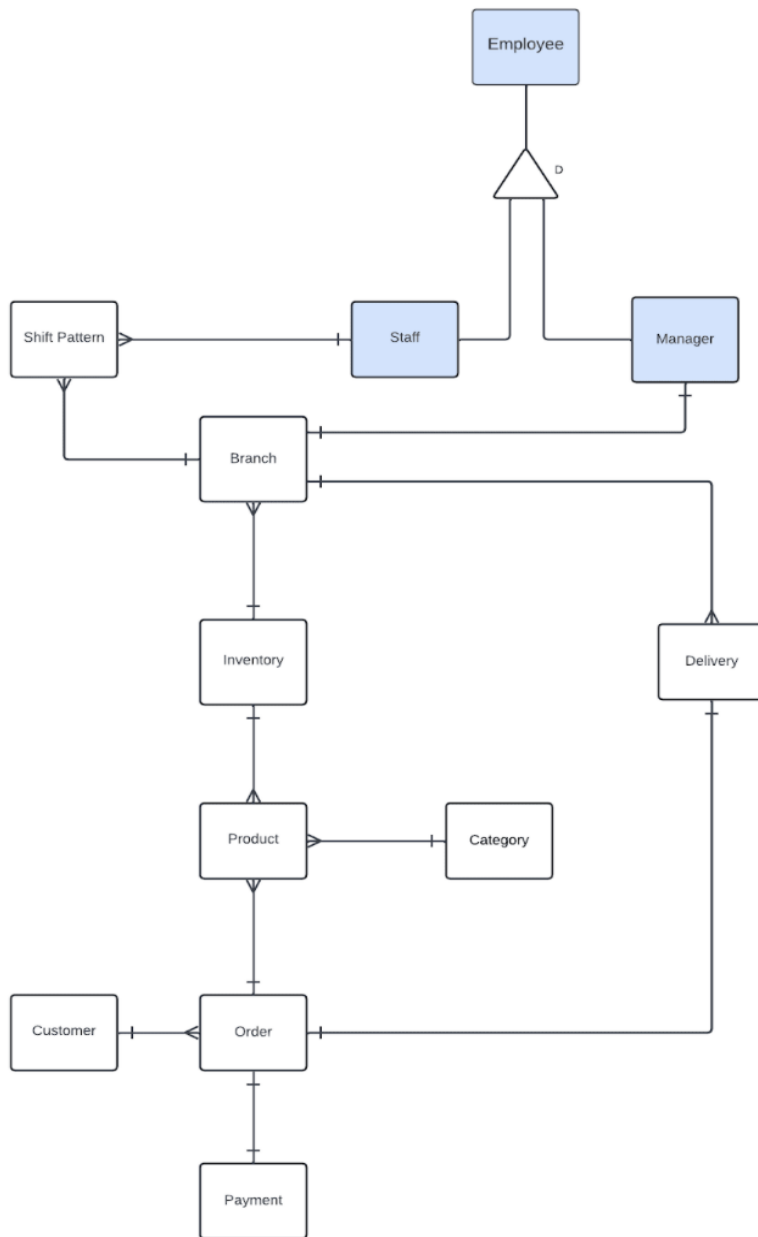 Employee
D
Shift Pattern
Staff
Manager
Branch
Inventory
Delivery
Product
Category
Customer
Order
Payment